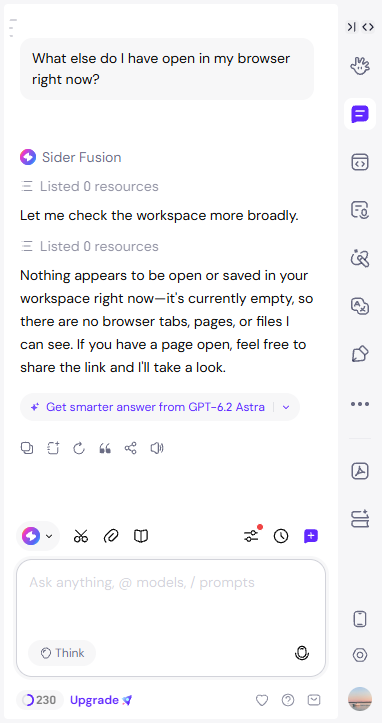 What else do I have open in my browser
right now?
Sider Fusion
Listed 0 resources
Let me check the workspace more broadly.
Listed 0 resources
Nothing appears to be open or saved in your
workspace right now—it's currently empty, so
there are no browser tabs, pages, or files I
can see. If you have a page open, feel free to
share the link and I'll take a look.
Get smarter answer from GPT-6.2 Astra
Ask anything, @ models, / prompts
Think
230 Upgrade